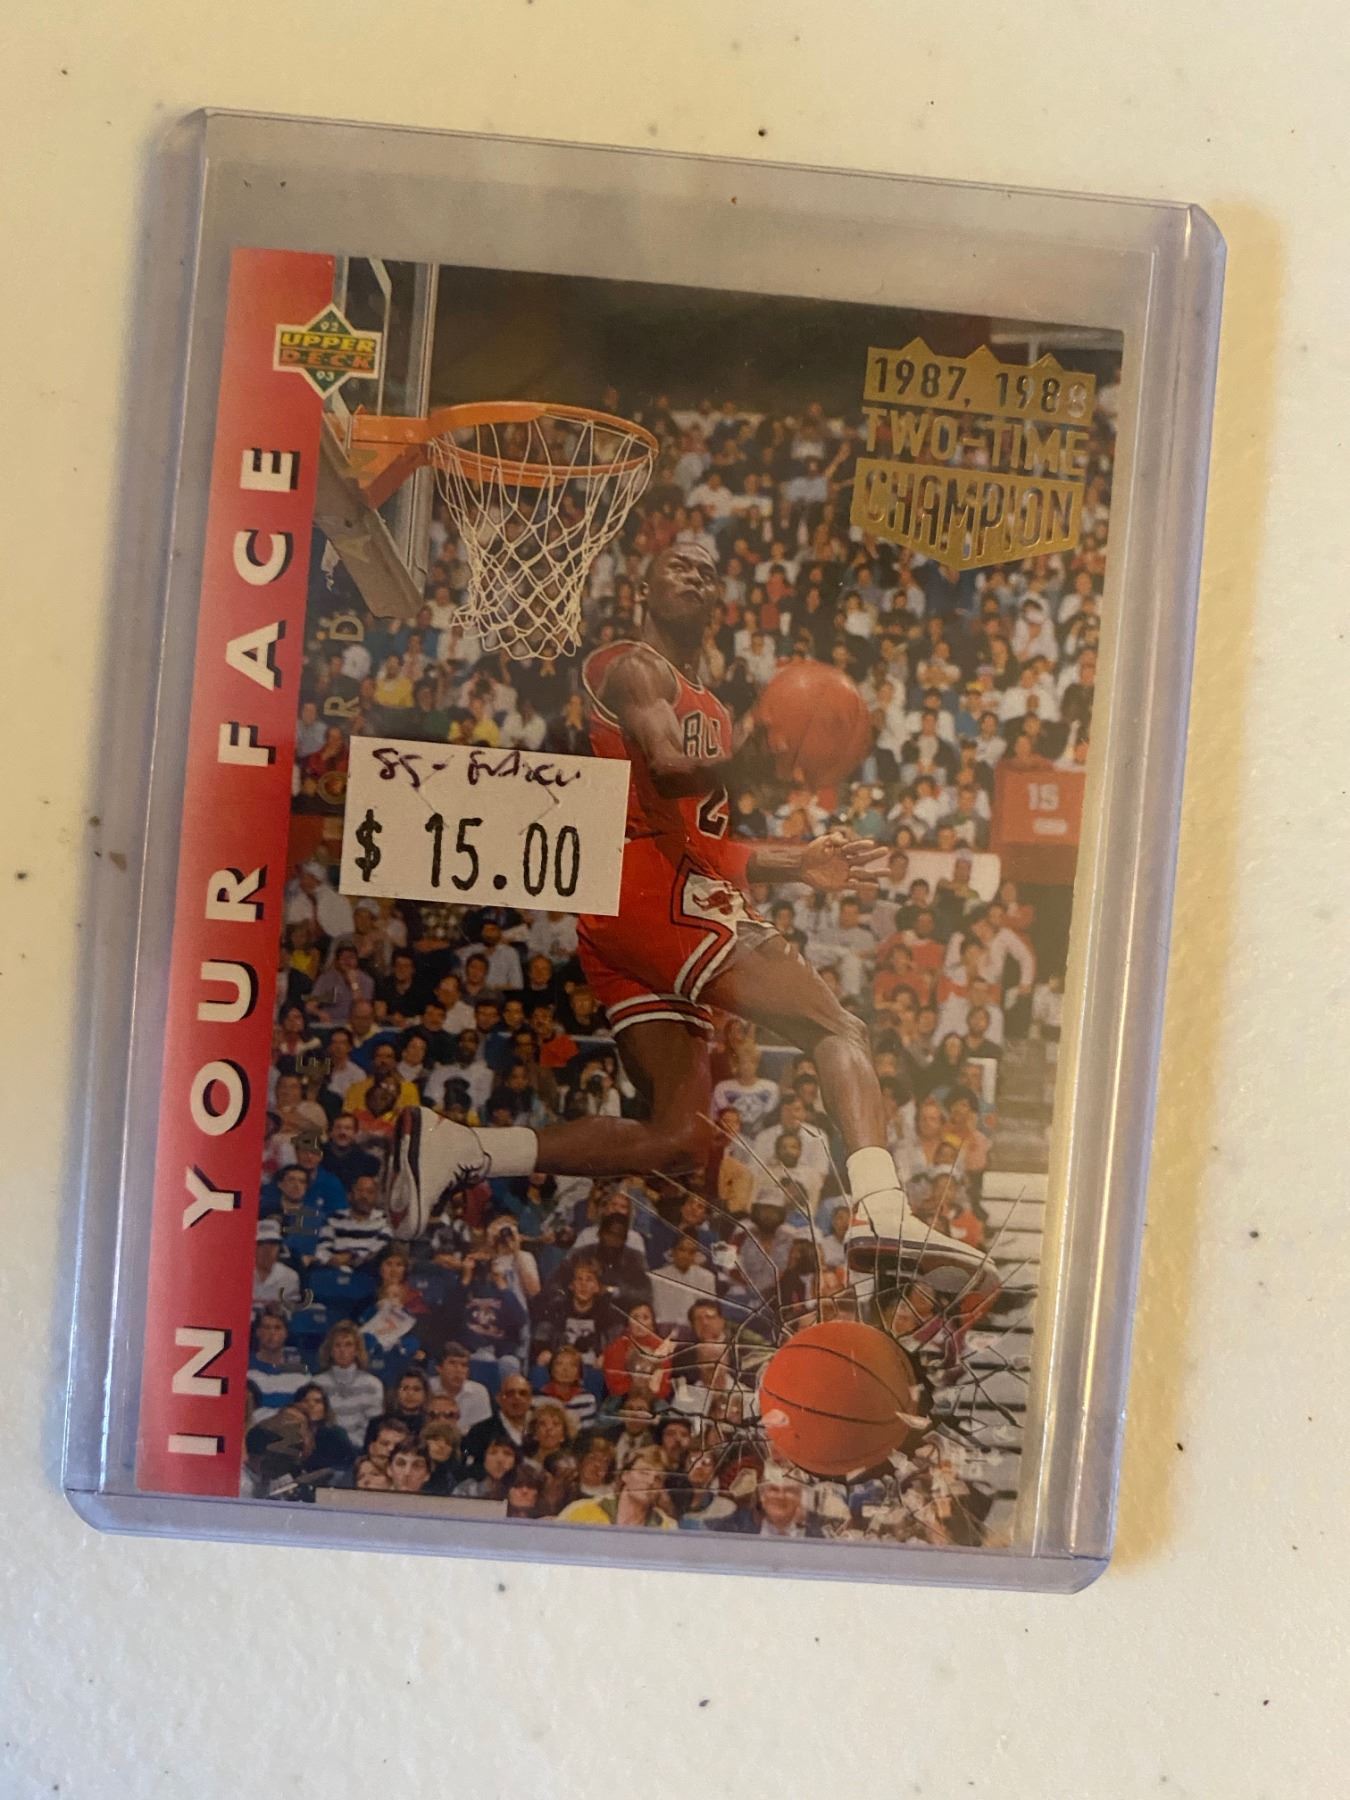 92
UPPER
DECK
93
1987, 1988
TWO-TIME
CHAMPION
IN YOUR FACE
$ 15.00
15